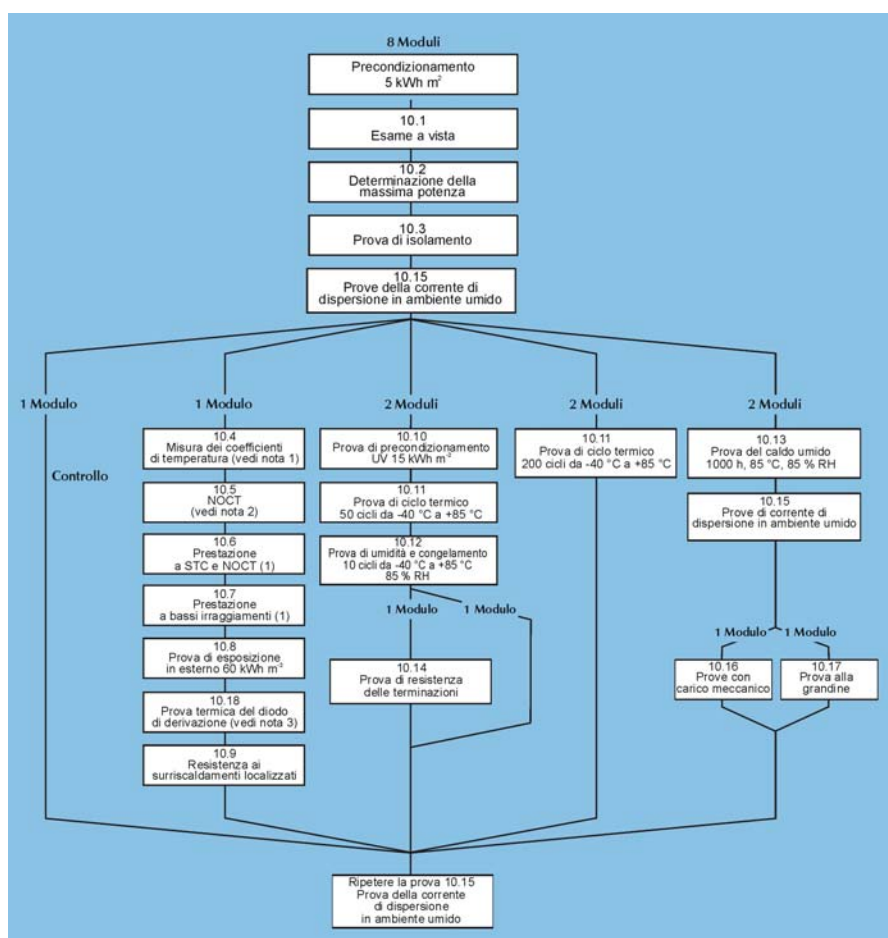 8 Moduli
Precondizionamento
5 kWh m²
10.1
Esame a vista
10.2
Determinazione della
massima potenza
10.3
Prova di isolamento
10.15
Prove della corrente di
dispersione in ambiente umido
1 Modulo
Controllo
1 Modulo
10.4
Misura dei coefficienti
di temperatura (vedi nota 1)
10.5
NOCT
(vedi nota 2)
10.6
Prestazione
a STC e NOCT (1)
10.7
Prestazione
a bassi irraggiamenti (1)
10.8
Prova di esposizione
in esterno 60 kWh m⁻²
10.18
Prova termica del diodo
di derivazione (vedi nota 3)
10.9
Resistenza ai
surriscaldamenti localizzati
2 Moduli
10.10
Prova di precondizionamento
UV 15 kWh m⁻²
10.11
Prova di ciclo termico
50 cicli da -40 °C a +85 °C
10.12
Prova di umidità e congelamento
10 cicli da -40 °C a +85 °C
85 % RH
1 Modulo
1 Modulo
10.14
Prova di resistenza
delle terminazioni
2 Moduli
10.11
Prova di ciclo termico
200 cicli da -40 °C a +85 °C
2 Moduli
10.13
Prova del caldo umido
1000 h, 85 °C, 85 % RH
10.15
Prove di corrente di
dispersione in ambiente umido
1 Modulo
1 Modulo
10.16
Prove con
carico meccanico
10.17
Prova alla
grandine
Ripetere la prova 10.15
Prova della corrente
di dispersione
in ambiente umido